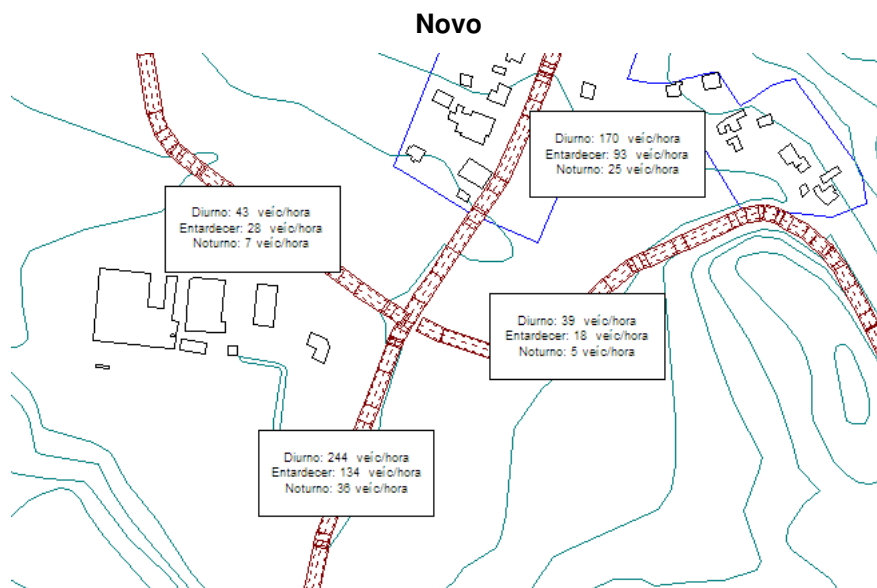 Novo
Diurno: 170 veíc/hora
Entardecer: 93 veíc/hora
Noturno: 25 veíc/hora
Diurno: 43 veíc/hora
Entardecer: 28 veíc/hora
Noturno: 7 veíc/hora
Diurno: 39 veíc/hora
Entardecer: 18 veíc/hora
Noturno: 5 veíc/hora
Diurno: 244 veíc/hora
Entardecer: 134 veíc/hora
Noturno: 36 veíc/hora